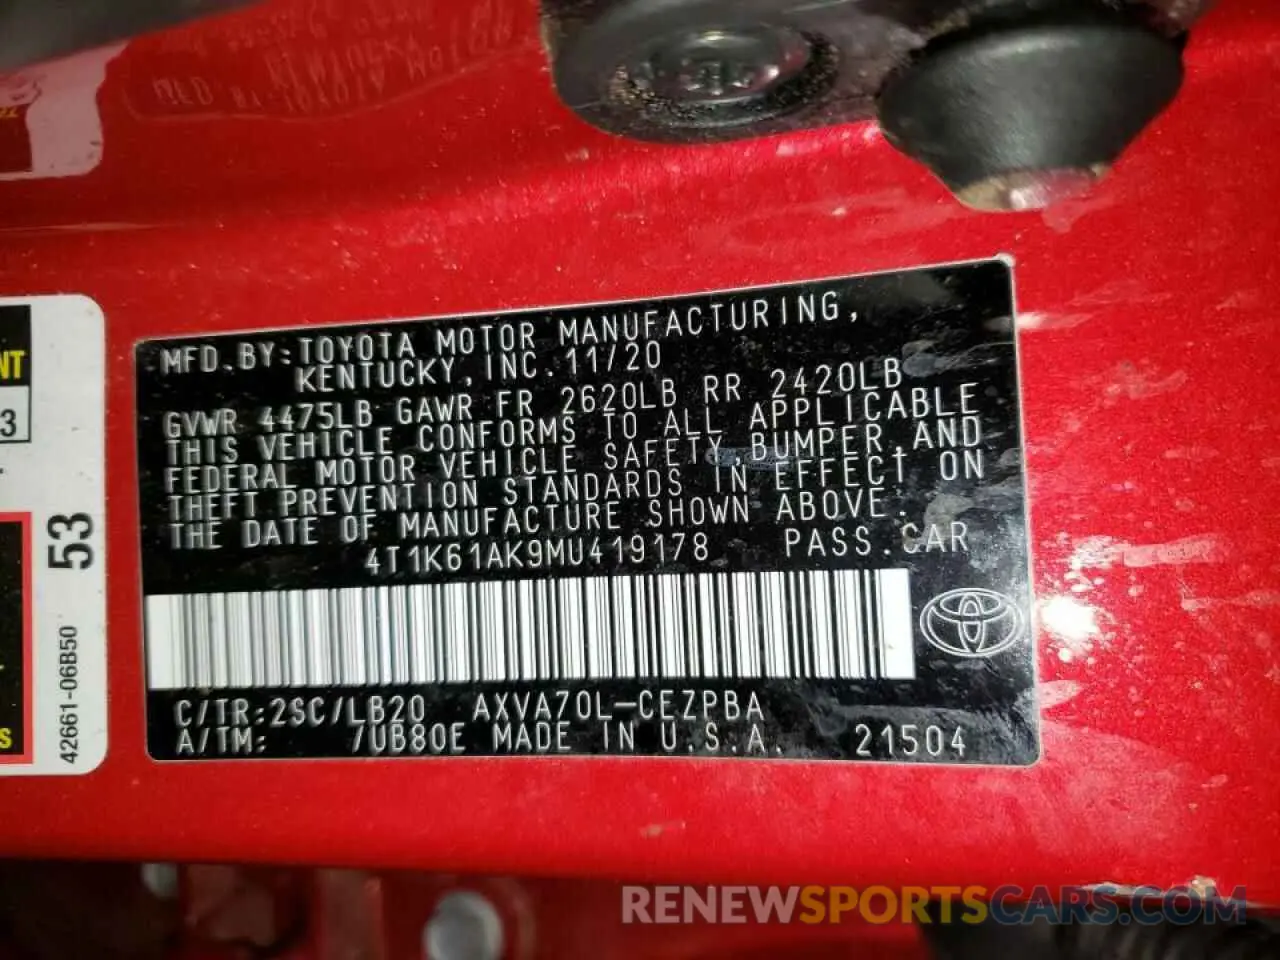 MFD.BY:TOYOTA MOTOR MANUFACTURING,
KENTUCKY,INC.11/20
GVWR 4475LB GAWR FR 2620LB RR 2420LB
THIS VEHICLE CONFORMS TO ALL APPLICABLE
FEDERAL MOTOR VEHICLE SAFETY,BUMPER,AND
THEFT PREVENTION STANDARDS IN EFFECT ON
THE DATE OF MANUFACTURE SHOWN ABOVE.
4T1K61AK9MU419178 PASS.CAR
C/TR:2SC/LB20 AXVA70L-CEZPBA
A/TM: /UB80E MADE IN U.S.A. 21504
NT
3
53
42661-06B50
S
RENEWSPORTSCARS.COM